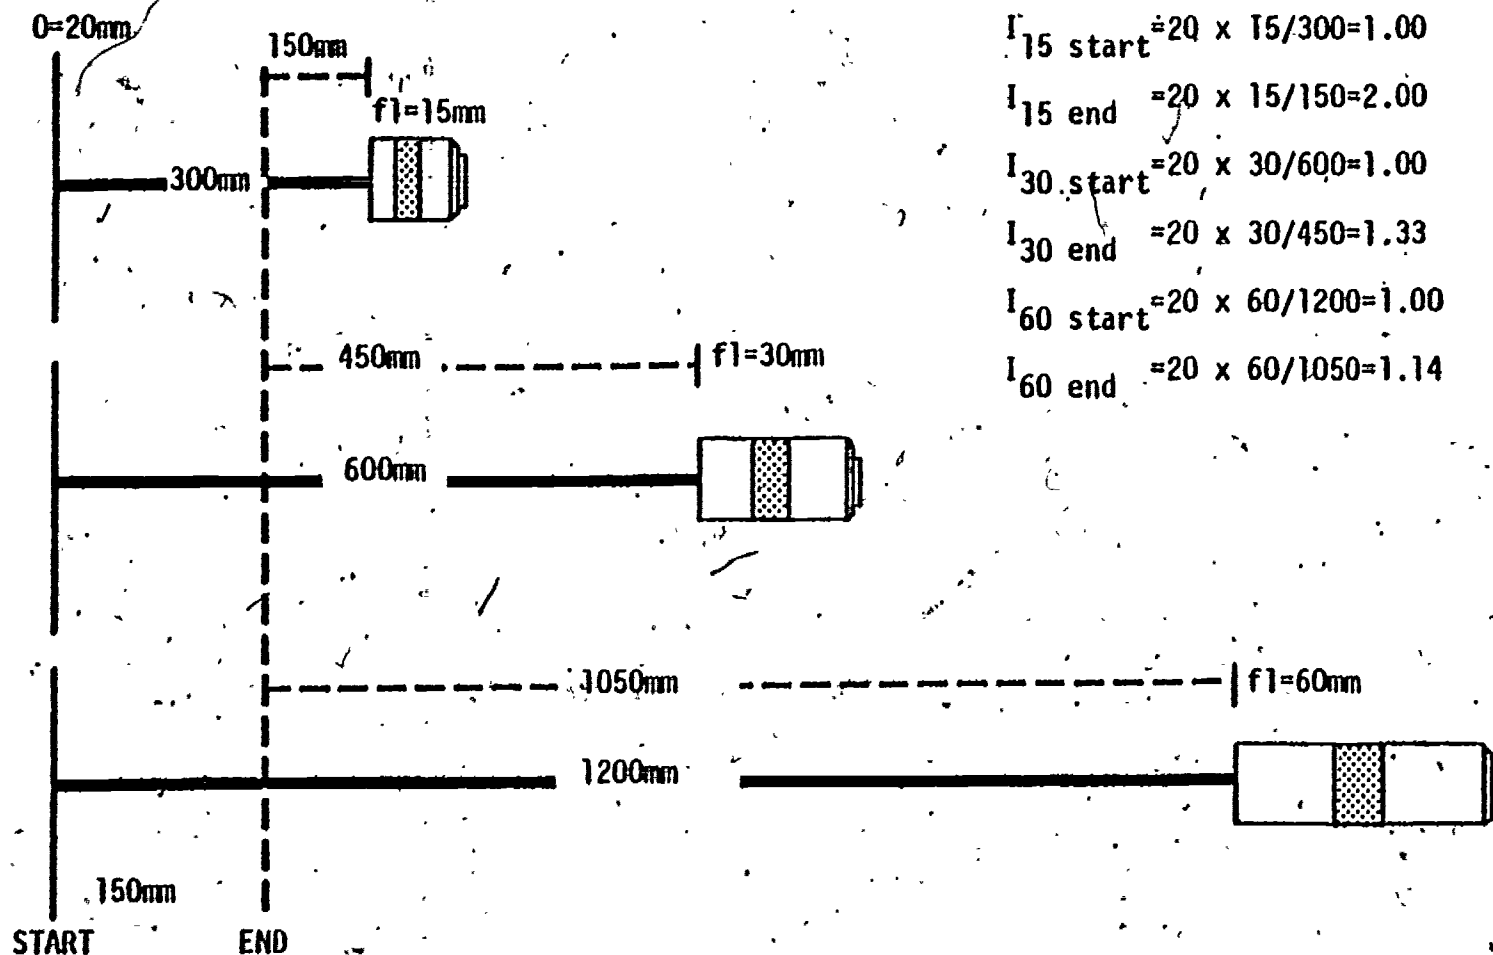 O=20mm
150mm
fl=15mm
300mm
450mm
fl=30mm
600mm
1050mm
fl=60mm
1200mm
150mm
START
END
I15 start=20 x 15/300=1.00
I15 end =20 x 15/150=2.00
I30 start=20 x 30/600=1.00
I30 end =20 x 30/450=1.33
I60 start=20 x 60/1200=1.00
I60 end =20 x 60/1050=1.14